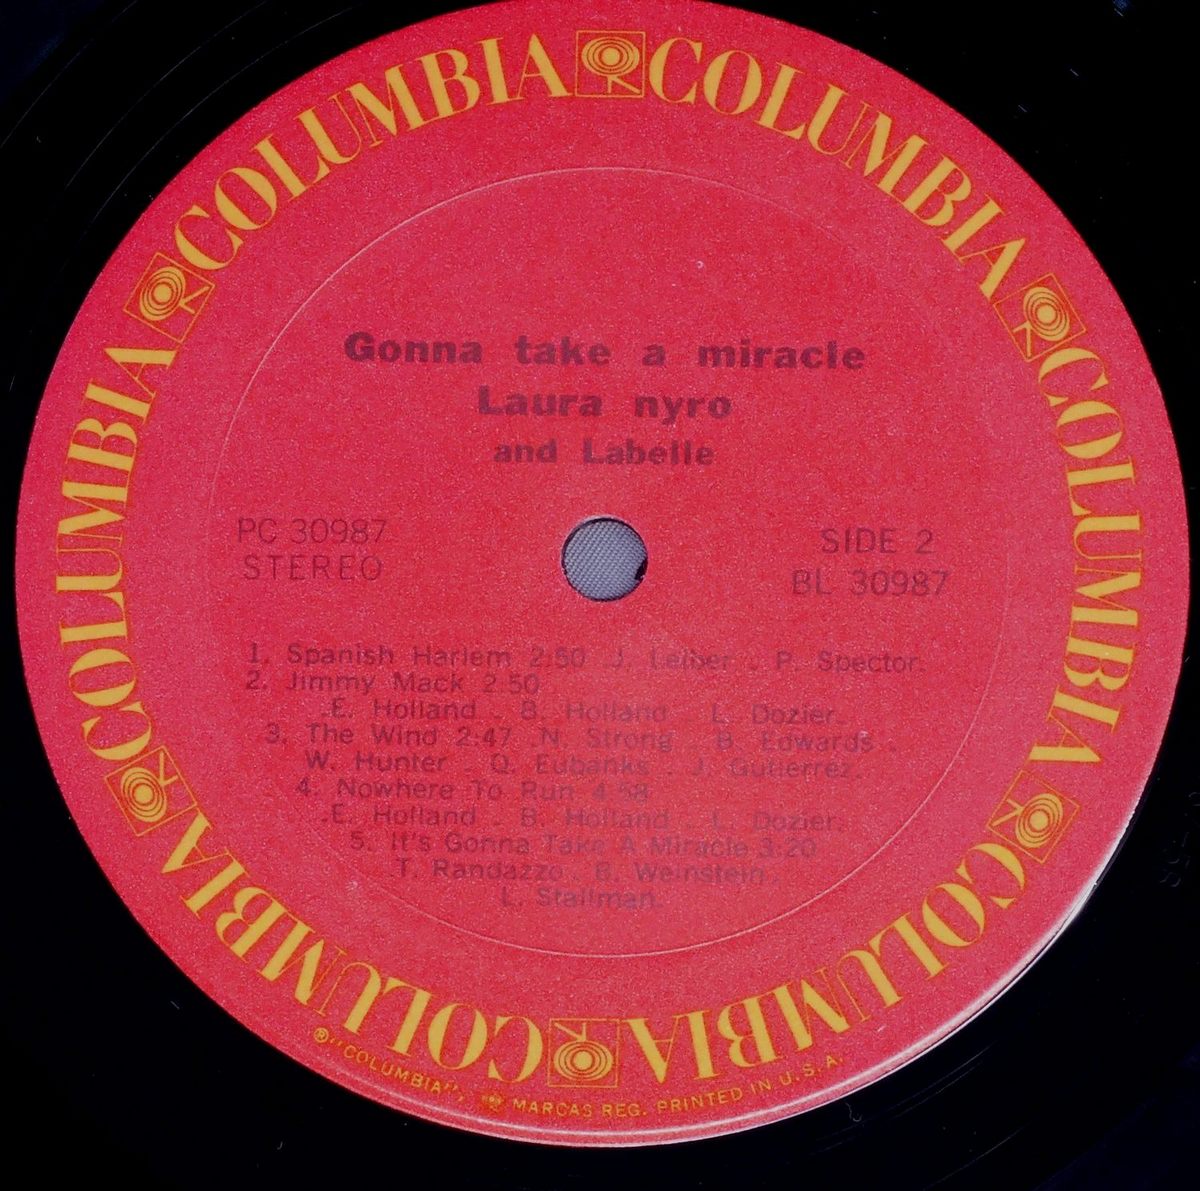 COLUMBIA COLUMBIA COLUMBIA COLUMBIA COLUMBIA COLUMBIA
Gonna take a miracle
Laura nyro
and Labelle
PC 30987
STEREO
SIDE 2
BL 30987
1. Spanish Harlem 2:50 .J. Leiber . P. Spector.
2. Jimmy Mack 2:50
.E. Holland . B. Holland . L. Dozier.
3. The Wind 2:47 .N. Strong . B. Edwards .
W. Hunter . Q. Eubanks . J. Gutierrez.
4. Nowhere To Run 4:58
.E. Holland . B. Holland . L. Dozier.
5. It's Gonna Take A Miracle 3:20
.T. Randazzo . B. Weinstein .
L. Stallman.
®"COLUMBIA", MARCAS REG. PRINTED IN U.S.A.